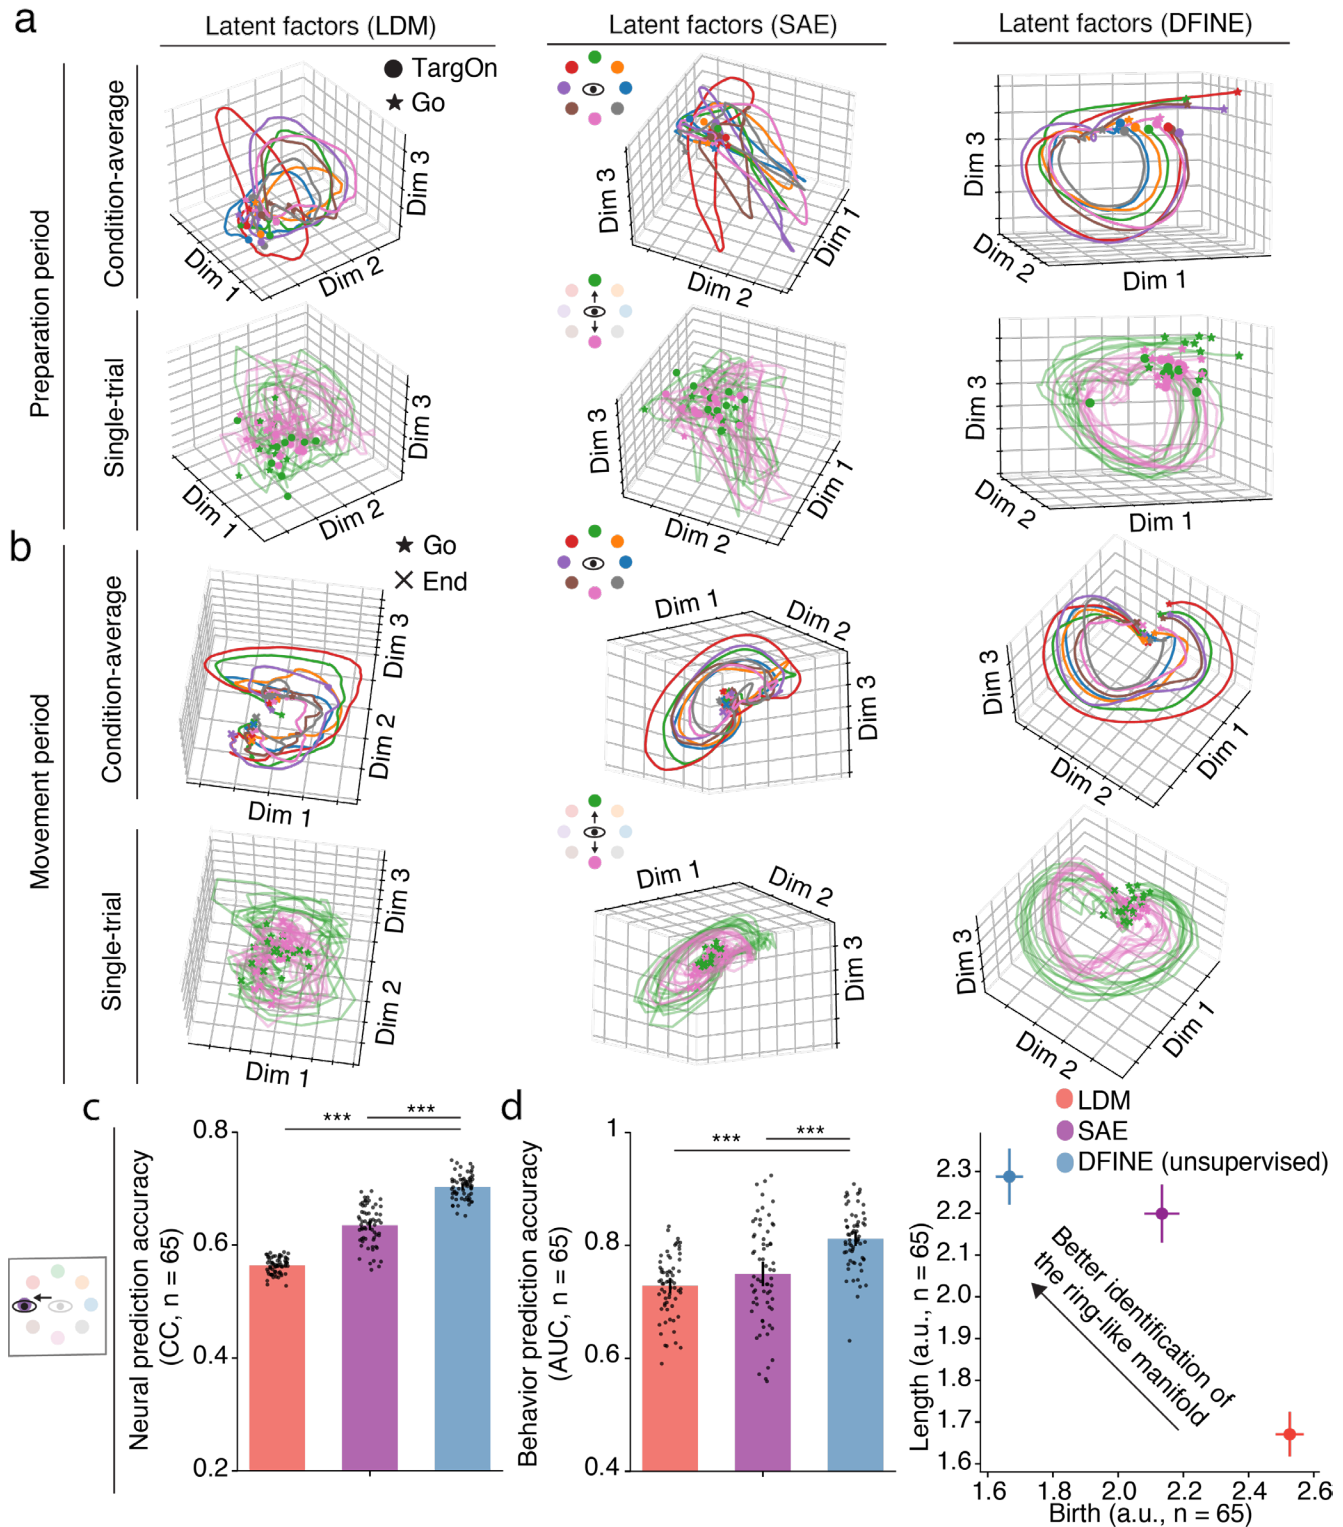 a
Latent factors (LDM)
Latent factors (SAE)
Latent factors (DFINE)
TargOn
Go
Preparation period
Condition-average
Dim 1
Dim 2
Dim 3
Dim 3
Dim 2
Dim 1
Dim 3
Dim 2
Dim 1
Single-trial
Dim 1
Dim 2
Dim 3
Dim 3
Dim 2
Dim 1
Dim 3
Dim 2
Dim 1
b
Go
End
Movement period
Condition-average
Dim 1
Dim 2
Dim 3
Dim 1
Dim 2
Dim 3
Dim 3
Dim 2
Dim 1
Single-trial
Dim 1
Dim 2
Dim 3
Dim 1
Dim 2
Dim 3
Dim 3
Dim 2
Dim 1
c
Neural prediction accuracy
(CC, n = 65)
0.8
0.6
0.4
0.2
***
***
d
Behavior prediction accuracy
(AUC, n = 65)
1
0.8
0.6
0.4
***
***
LDM
SAE
DFINE (unsupervised)
Length (a.u., n = 65)
2.3
2.2
2.1
2.0
1.9
1.8
1.7
1.6
Better identification of
the ring-like manifold
1.6
1.8
2.0
2.2
2.4
2.6
Birth (a.u., n = 65)